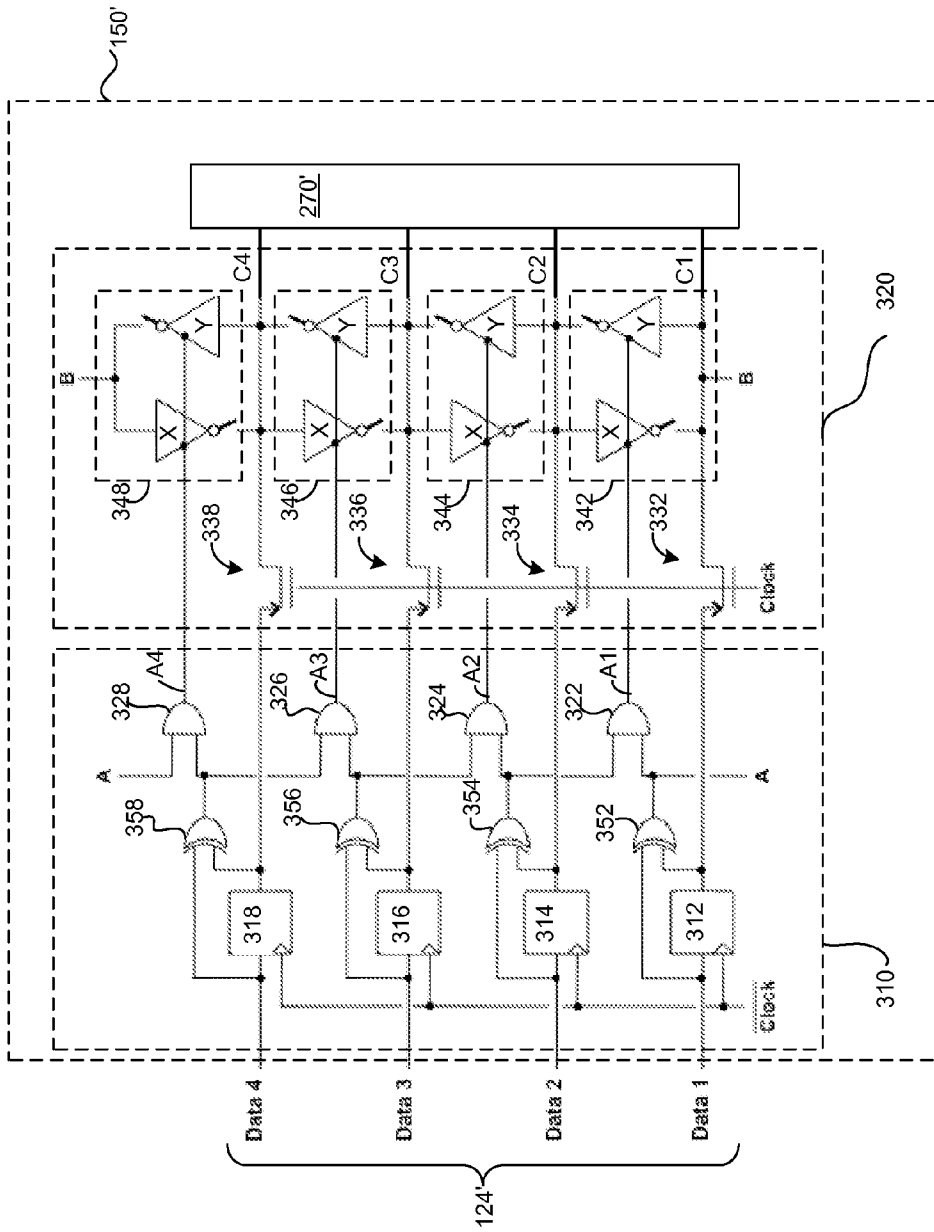 150'
270'
B
348
X
Y
C4
346
X
Y
C3
344
X
Y
C2
342
X
Y
C1
B
320
338
336
334
332
Clock
A
328
A4
326
A3
324
A2
322
A1
A
358
356
354
352
318
316
314
312
310
Clock
Data 4
Data 3
Data 2
Data 1
124'